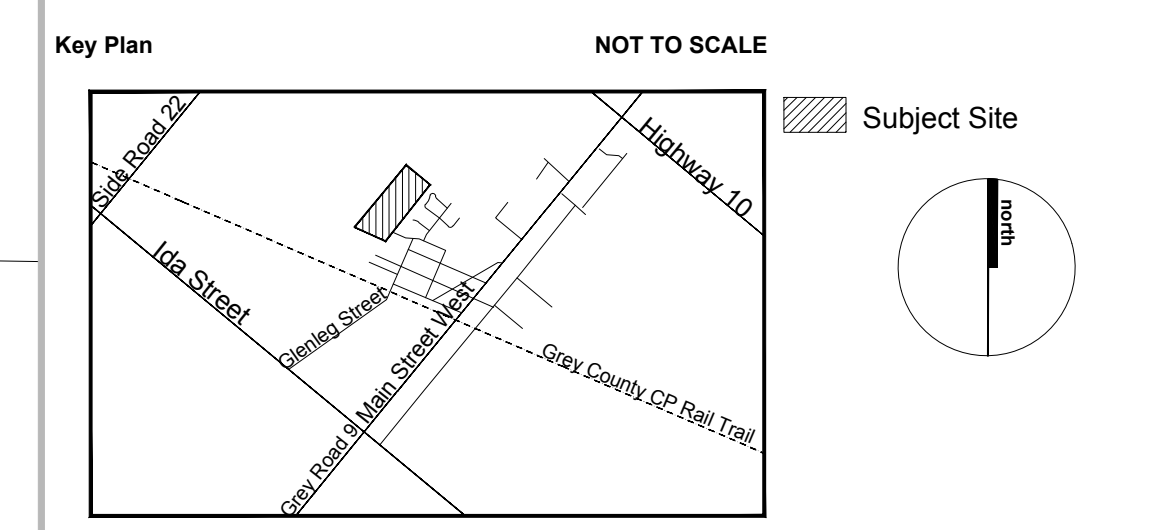 Key Plan
NOT TO SCALE
Side Road 22
Highway 10
Subject Site
north
Ida Street
Glenleg Street
Main Street West
Grey County CP Rail Trail
Grey Road 9